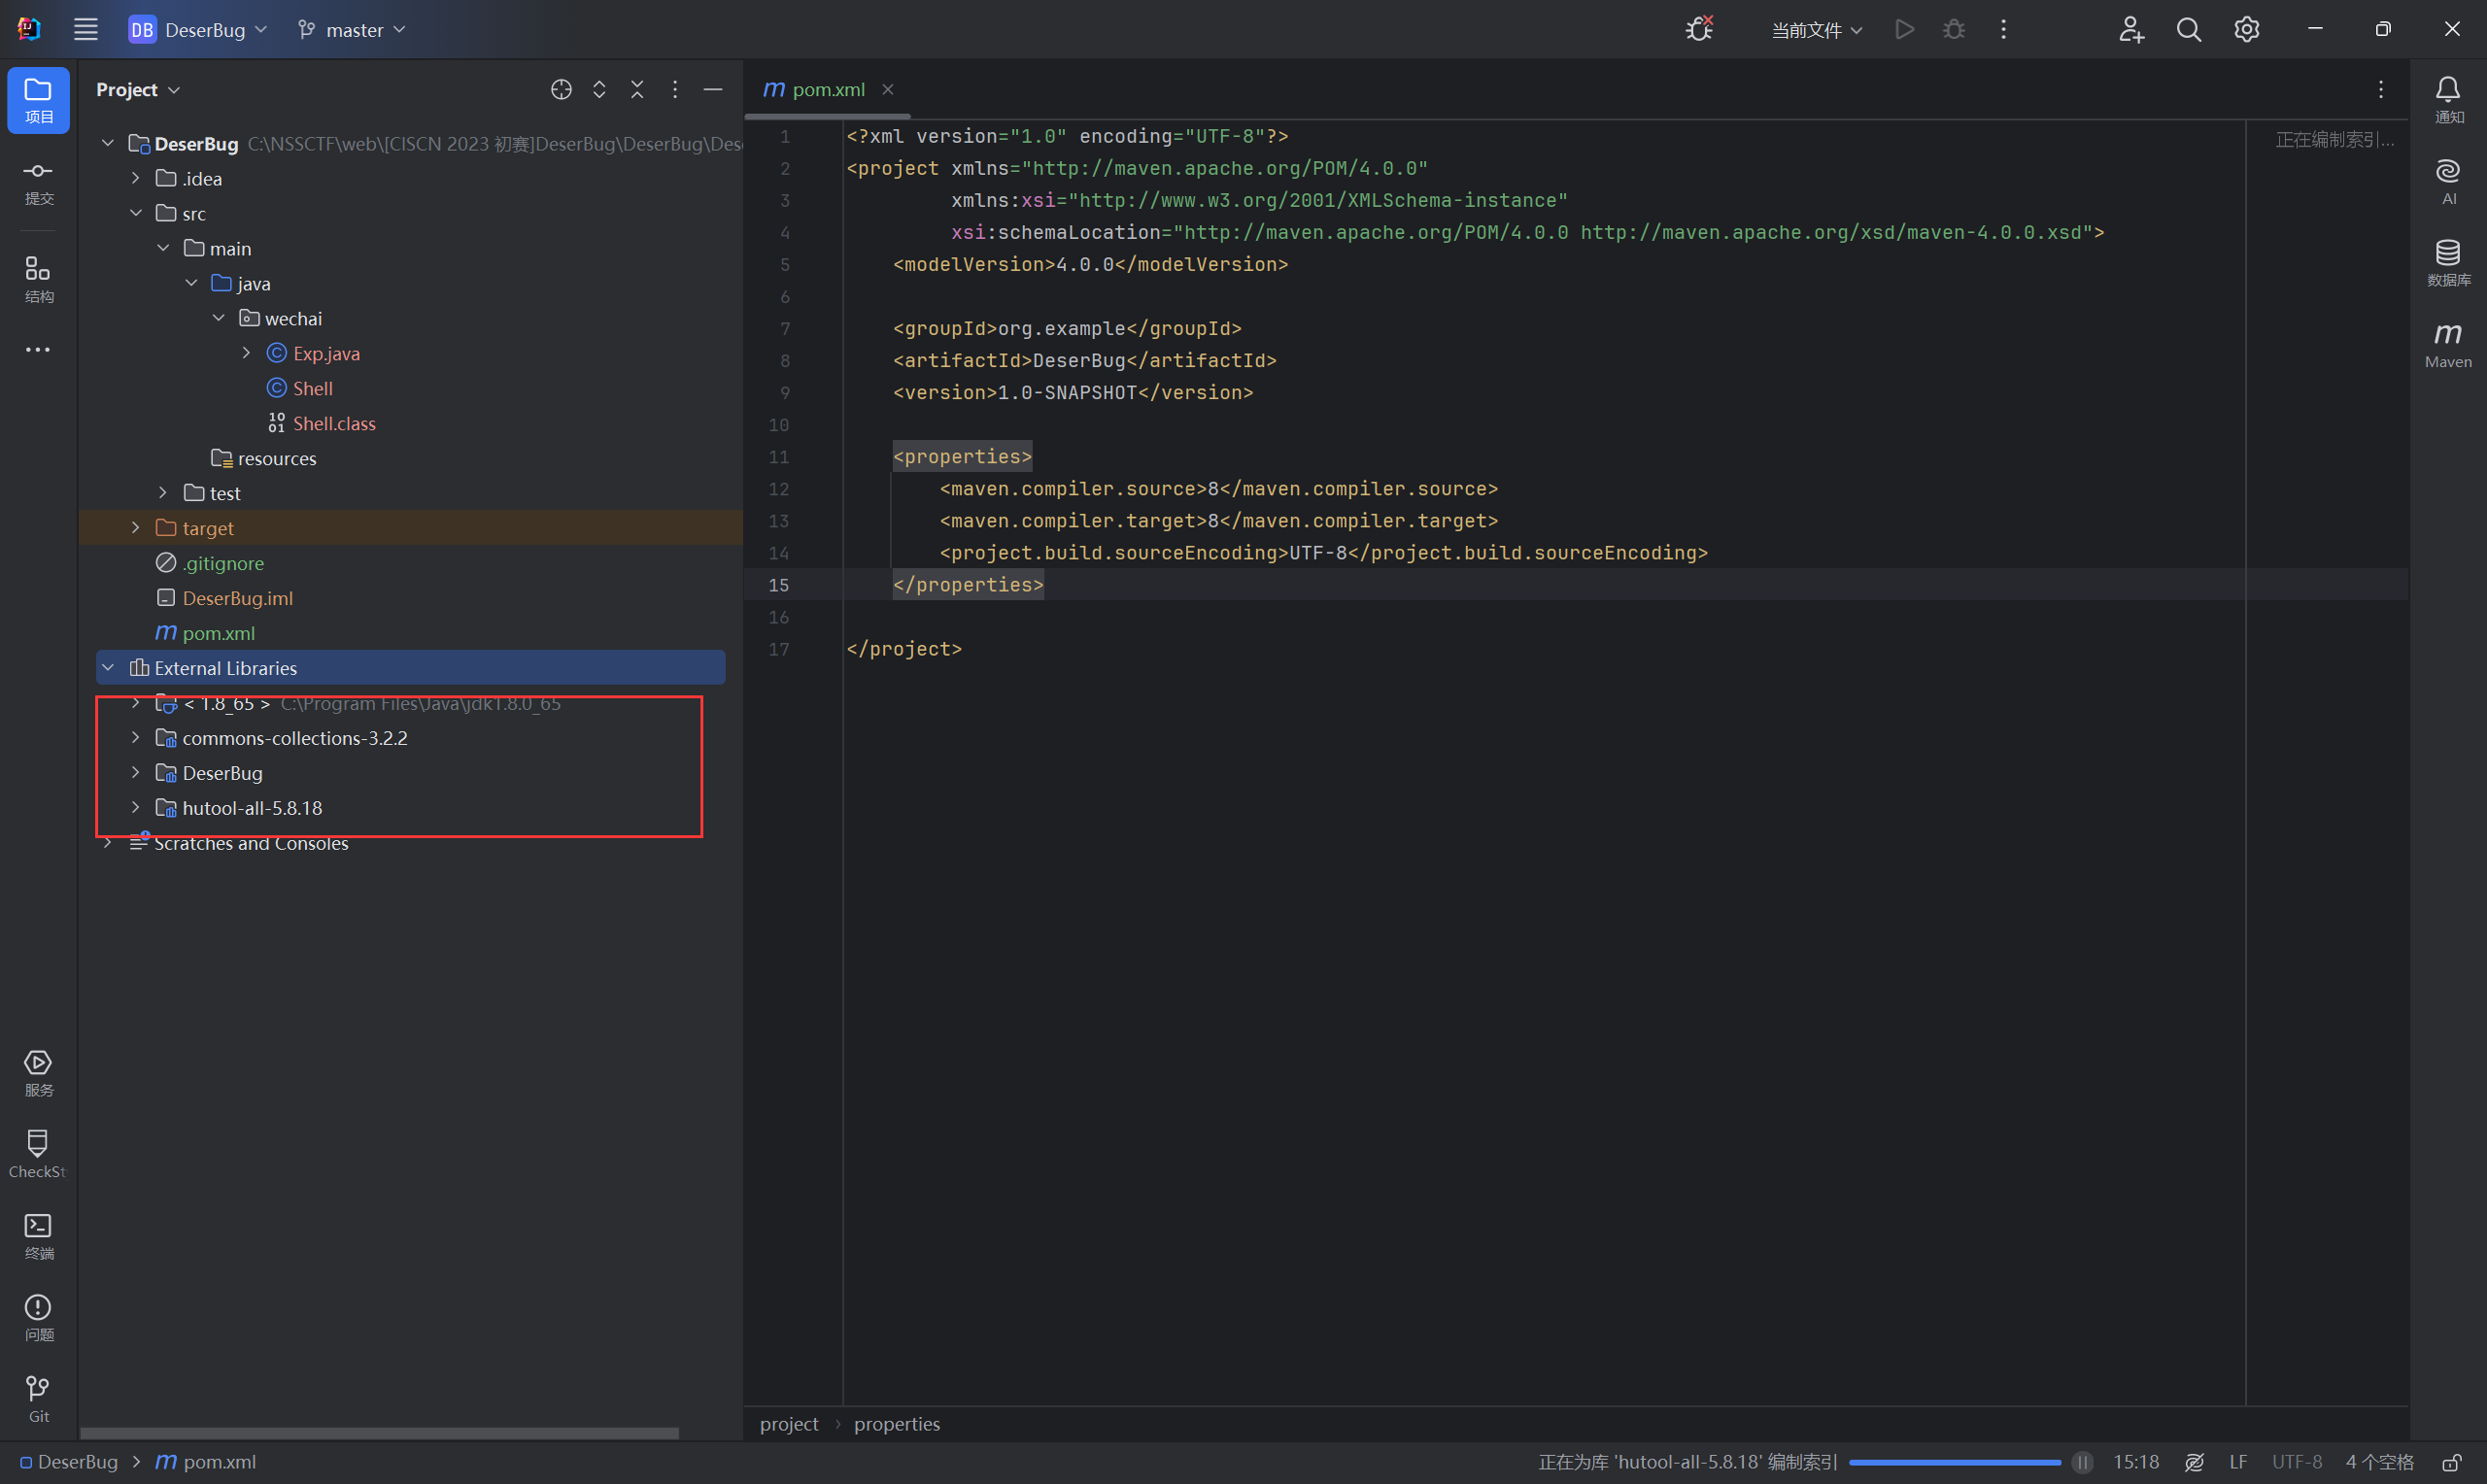 DB DeserBug
master
当前文件
项目
提交
结构
服务
CheckSt
终端
问题
Git
Project
DeserBug C:\NSSCTF\web\[CISCN 2023 初赛]DeserBug\DeserBug\Des
.idea
src
main
java
wechai
Exp.java
Shell
Shell.class
resources
test
target
.gitignore
DeserBug.iml
pom.xml
External Libraries
< 1.8_65 > C:\Program Files\Java\jdk1.8.0_65
commons-collections-3.2.2
DeserBug
hutool-all-5.8.18
Scratches and Consoles
m pom.xml
正在编制索引...
1 <?xml version="1.0" encoding="UTF-8"?>
2 <project xmlns="http://maven.apache.org/POM/4.0.0"
3 xmlns:xsi="http://www.w3.org/2001/XMLSchema-instance"
4 xsi:schemaLocation="http://maven.apache.org/POM/4.0.0 http://maven.apache.org/xsd/maven-4.0.0.xsd">
5 <modelVersion>4.0.0</modelVersion>
6
7 <groupId>org.example</groupId>
8 <artifactId>DeserBug</artifactId>
9 <version>1.0-SNAPSHOT</version>
10
11 <properties>
12 <maven.compiler.source>8</maven.compiler.source>
13 <maven.compiler.target>8</maven.compiler.target>
14 <project.build.sourceEncoding>UTF-8</project.build.sourceEncoding>
15 </properties>
16
17 </project>
通知
AI
数据库
m
Maven
project > properties
DeserBug > m pom.xml
正在为库 'hutool-all-5.8.18' 编制索引
15:18
LF
UTF-8
4 个空格